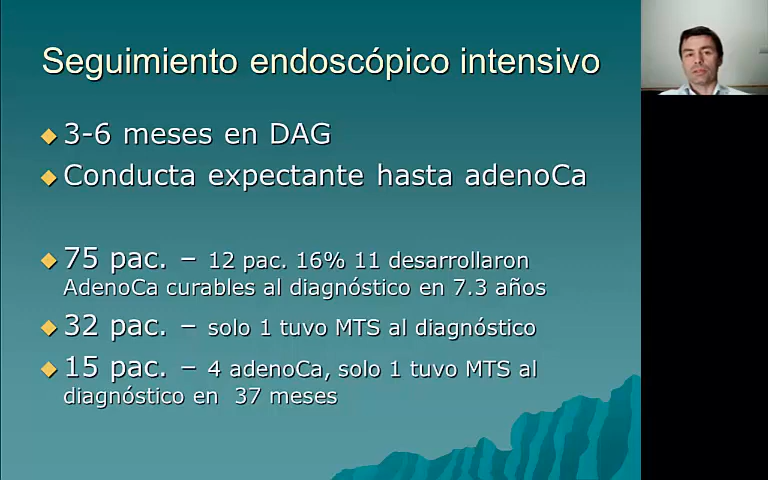 Seguimiento endoscópico intensivo
3-6 meses en DAG
Conducta expectante hasta adenoCa
75 pac. – 12 pac. 16% 11 desarrollaron
AdenoCa curables al diagnóstico en 7.3 años
32 pac. – solo 1 tuvo MTS al diagnóstico
15 pac. – 4 adenoCa, solo 1 tuvo MTS al
diagnóstico en 37 meses